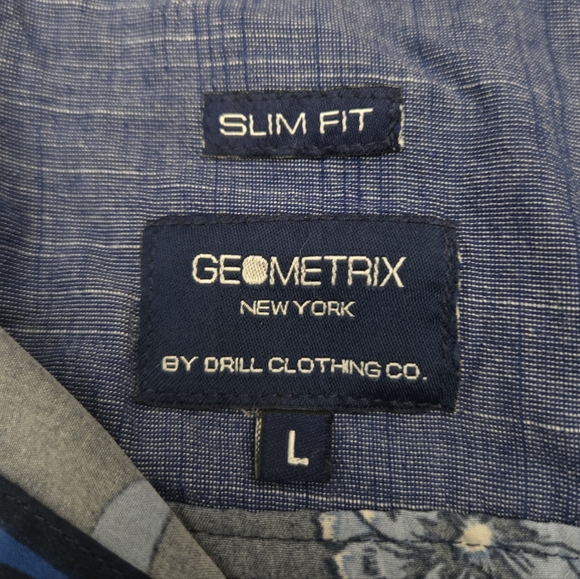 SLIM FIT
GEOMETRIX
NEW YORK
BY DRILL CLOTHING CO.
L